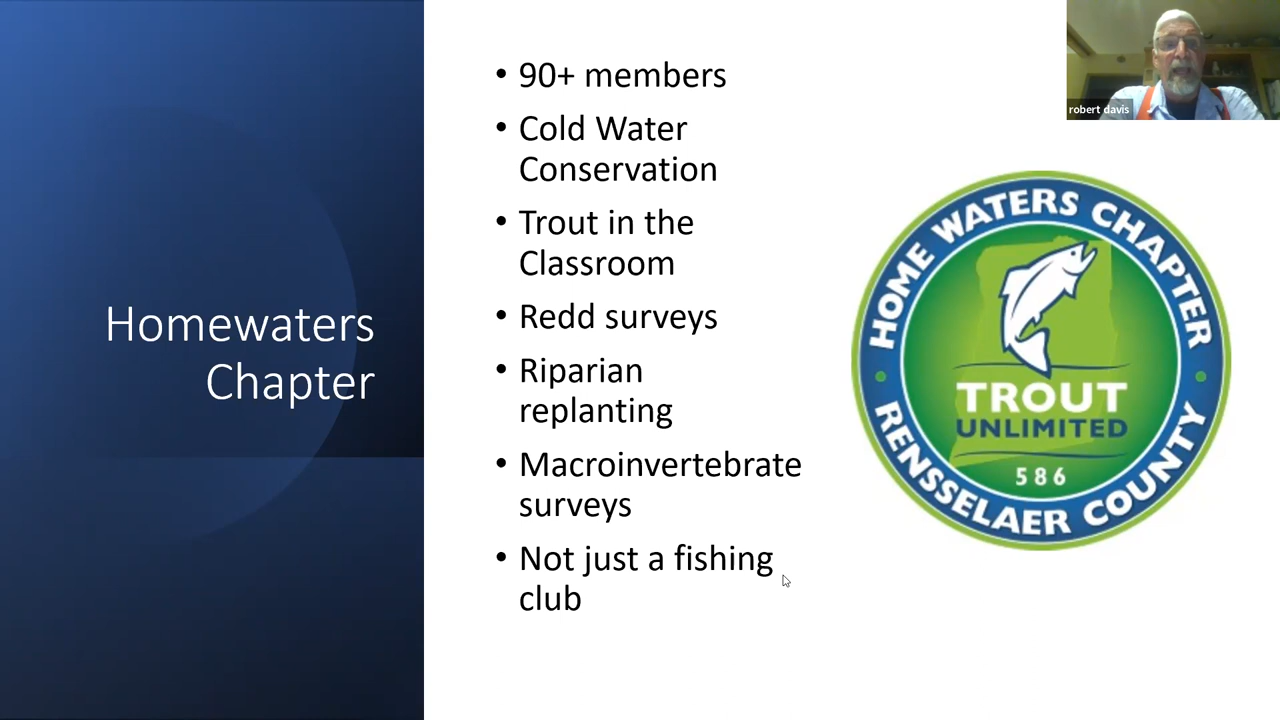 Homewaters
Chapter
• 90+ members
• Cold Water
Conservation
• Trout in the
Classroom
• Redd surveys
• Riparian
replanting
• Macroinvertebrate
surveys
• Not just a fishing
club
robert davis
HOME WATERS CHAPTER
TROUT
UNLIMITED
586
RENSSELAER COUNTY